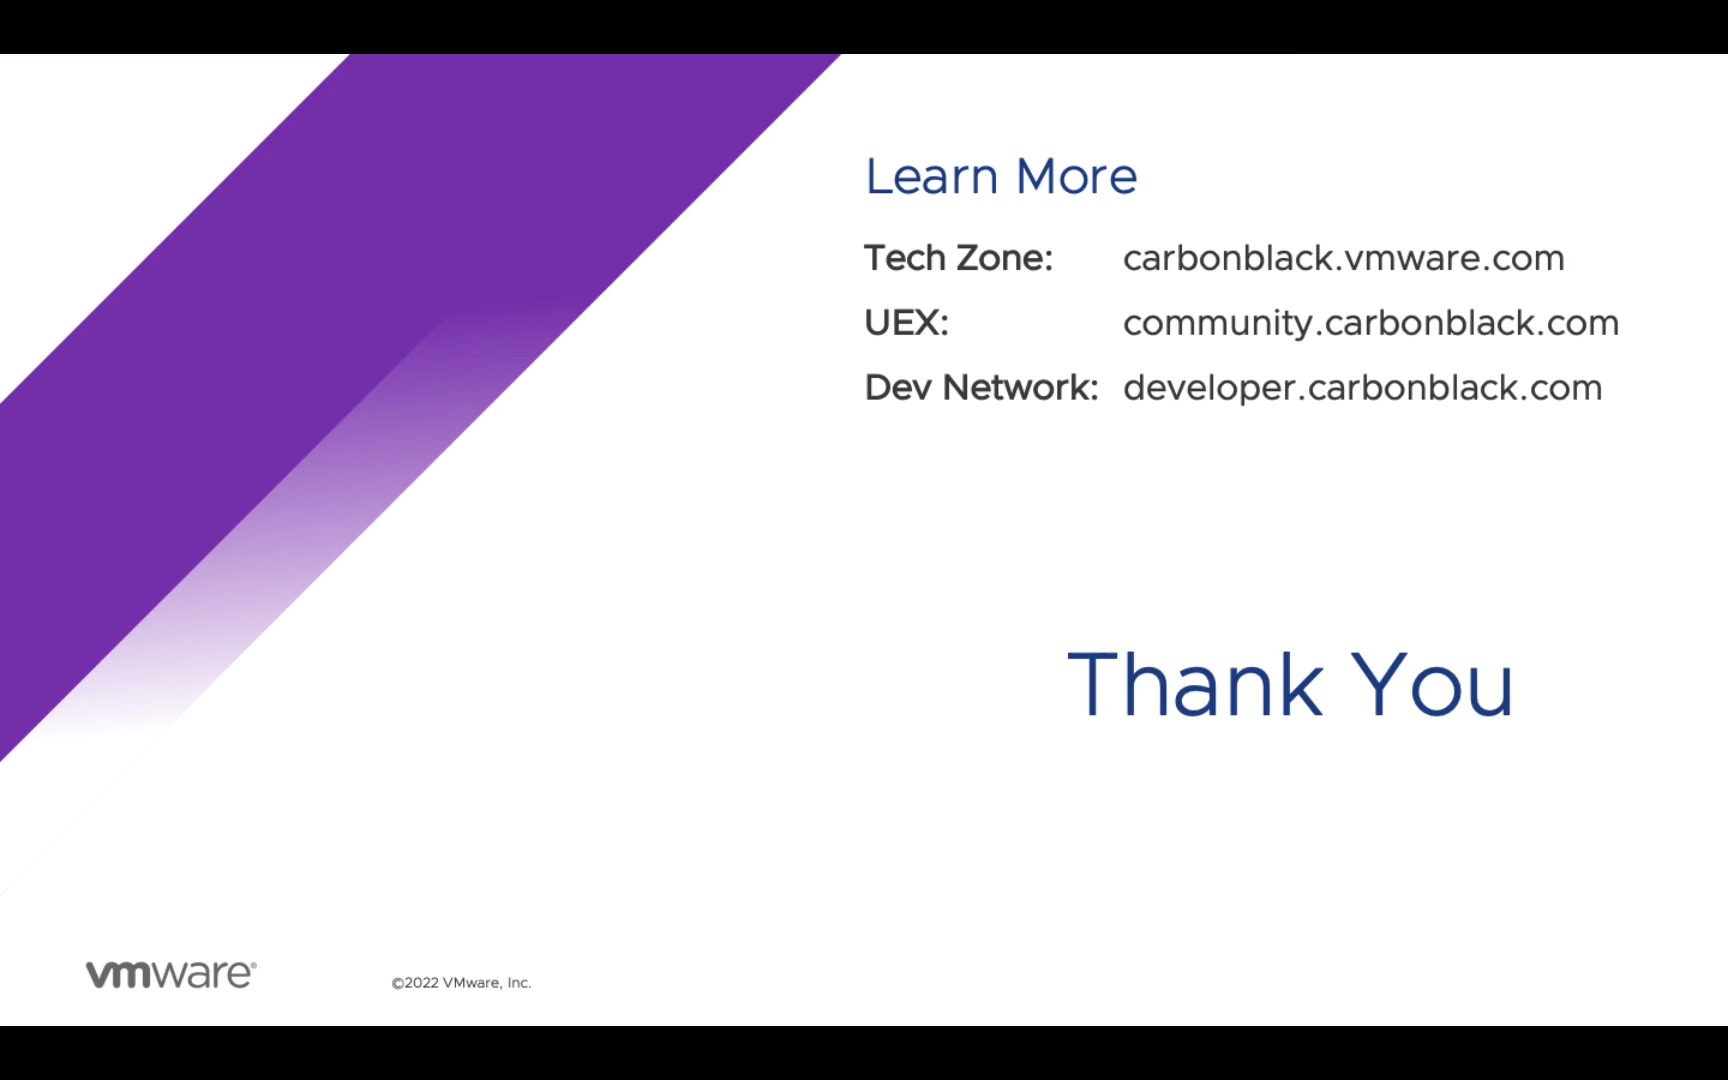 Learn More
Tech Zone: carbonblack.vmware.com
UEX: community.carbonblack.com
Dev Network: developer.carbonblack.com
Thank You
vmware®
©2022 VMware, Inc.